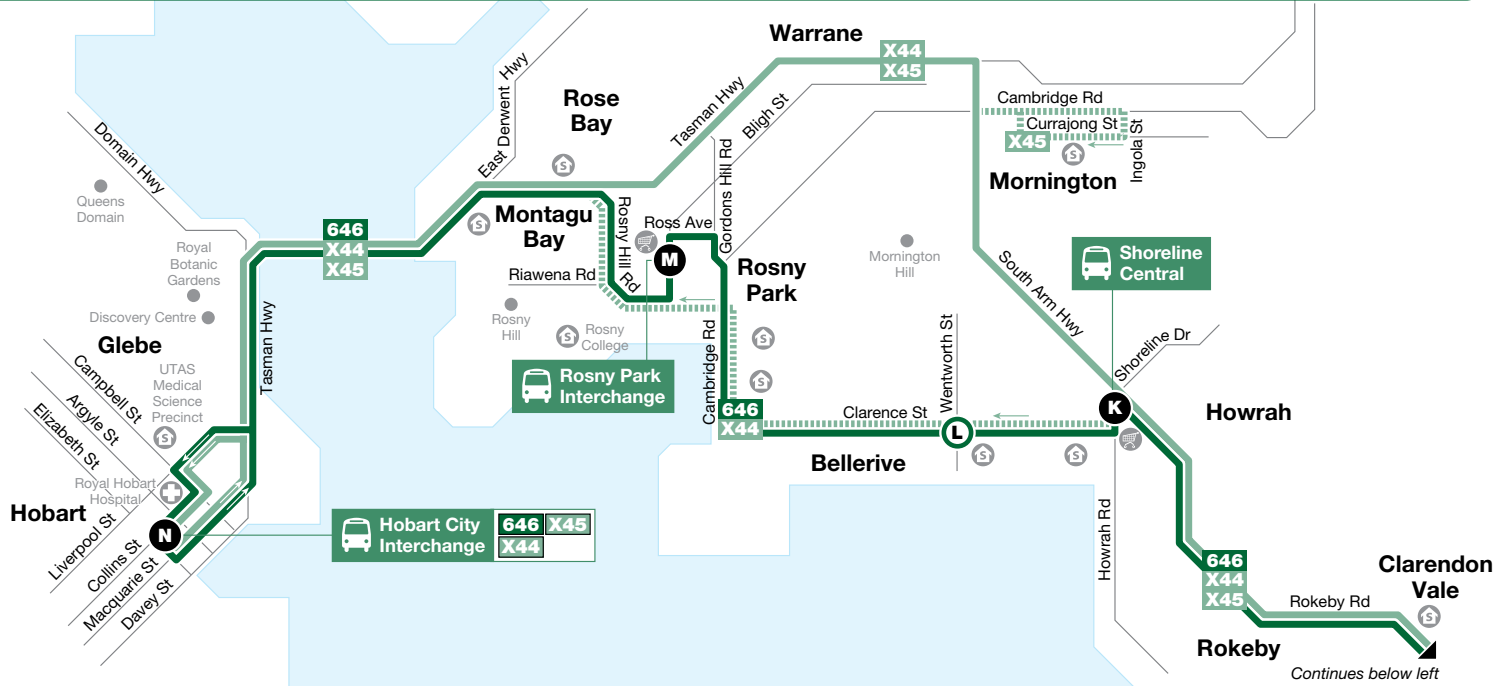 Warrane
X44
X45
Rose
Bay
East Derwent Hwy
Tasman Hwy
Bligh St
Cambridge Rd
Currajong St
X45
Ingola St
Mornington
Domain Hwy
Queens
Domain
646
X44
X45
Royal
Botanic
Gardens
Discovery Centre
Glebe
Tasman Hwy
Montagu
Bay
Rosny Hill Rd
Ross Ave
Gordons Hill Rd
M
Riawena Rd
Rosny
Park
Rosny
Hill
S
Rosny
College
Mornington
Hill
Shoreline
Central
South Arm Hwy
Shoreline Dr
Rosny Park
Interchange
Cambridge Rd
Wentworth St
646
X44
Clarence St
L
K
Howrah
Bellerive
Howrah Rd
Campbell St
Argyle St
Elizabeth St
UTAS
Medical
Science
Precinct
S
Royal Hobart
Hospital
Hobart
N
Liverpool St
Collins St
Macquarie St
Davey St
Hobart City
Interchange
646 X45
X44
646
X44
X45
Clarendon
Vale
Rokeby Rd
Rokeby
Continues below left
S
S
S
S
S
S
S
S